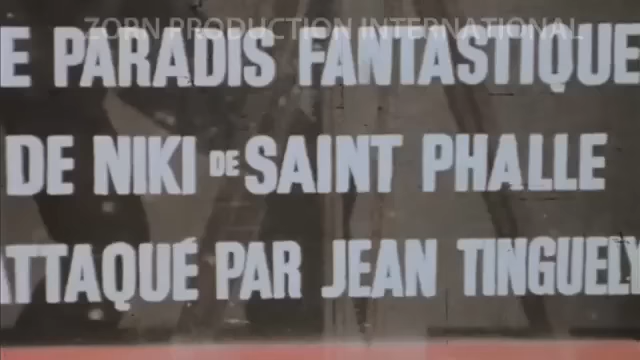 ZORN PRODUCTION INTERNATIONAL
E PARADIS FANTASTIQUE
DE NIKI DE SAINT PHALLE
ATTAQUÉ PAR JEAN TINGUELY